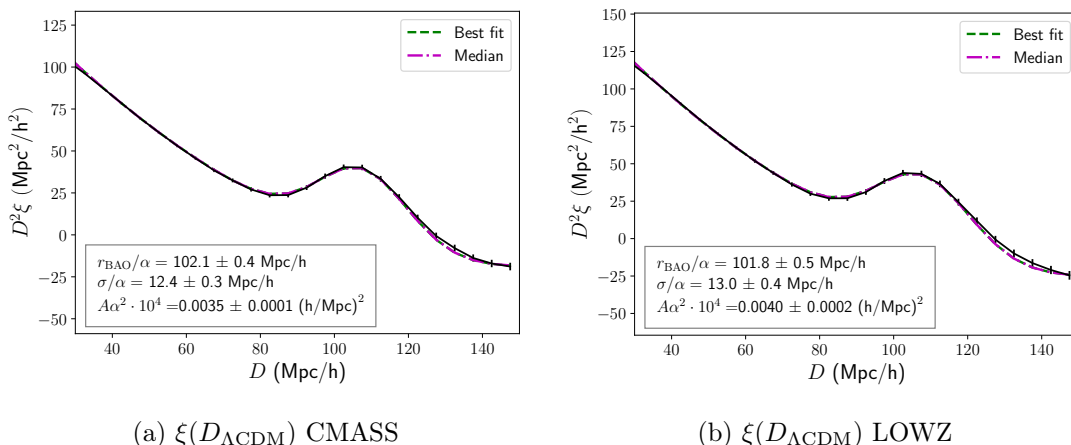 125
100
75
50
25
0
−25
−50
D²ξ (Mpc²/h²)
Best fit
Median
r_BAO/α = 102.1 ± 0.4 Mpc/h
σ/α = 12.4 ± 0.3 Mpc/h
Aα² · 10⁴ =0.0035 ± 0.0001 (h/Mpc)²
40 60 80 100 120 140
D (Mpc/h)
(a) ξ(D_ΛCDM) CMASS
150
125
100
75
50
25
0
−25
−50
D²ξ (Mpc²/h²)
Best fit
Median
r_BAO/α = 101.8 ± 0.5 Mpc/h
σ/α = 13.0 ± 0.4 Mpc/h
Aα² · 10⁴ =0.0040 ± 0.0002 (h/Mpc)²
40 60 80 100 120 140
D (Mpc/h)
(b) ξ(D_ΛCDM) LOWZ